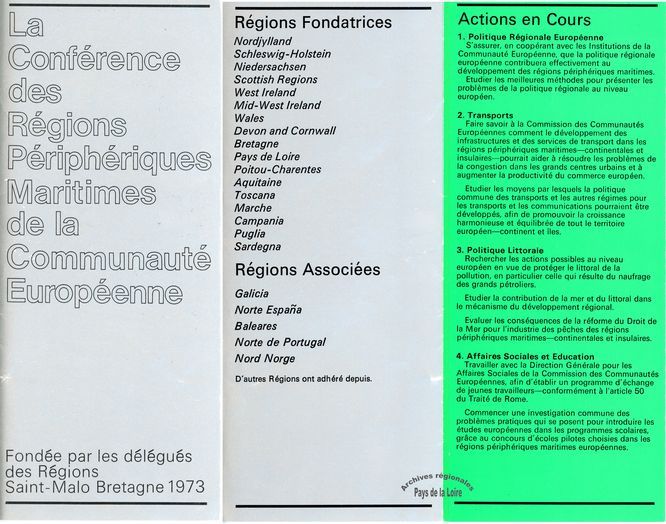 La
Conférence
des
Régions
Périphériques
Maritimes
de la
Communauté
Européenne
Fondée par les délégués
des Régions
Saint-Malo Bretagne 1973
Régions Fondatrices
Nordjylland
Schleswig-Holstein
Niedersachsen
Scottish Regions
West Ireland
Mid-West Ireland
Wales
Devon and Cornwall
Bretagne
Pays de Loire
Poitou-Charentes
Aquitaine
Toscana
Marche
Campania
Puglia
Sardegna
Régions Associées
Galicia
Norte España
Baleares
Norte de Portugal
Nord Norge
D'autres Régions ont adhéré depuis.
Actions en Cours
1. Politique Régionale Européenne
S'assurer, en coopérant avec les Institutions de la
Communauté Européenne, que la politique régionale
européenne contribuera effectivement au
développement des régions périphériques maritimes.
Etudier les meilleures méthodes pour présenter les
problèmes de la politique régionale au niveau
européen.
2. Transports
Faire savoir à la Commission des Communautés
Européennes comment le développement des
infrastructures et des services de transport dans les
régions périphériques maritimes—continentales et
insulaires—pourrait aider à résoudre les problèmes de
la congestion dans les grands centres urbains et à
augmenter la productivité du commerce européen.
Etudier les moyens par lesquels la politique
commune des transports et les autres régimes pour
les transports et les communications pourraient être
développés, afin de promouvoir la croissance
harmonieuse et équilibrée de tout le territoire
européen—continent et îles.
3. Politique Littorale
Rechercher les actions possibles au niveau
européen en vue de protéger le littoral de la
pollution, en particulier celle qui résulte du naufrage
des grands pétroliers.
Etudier la contribution de la mer et du littoral dans
le mécanisme du développement régional.
Evaluer les conséquences de la réforme du Droit de
la Mer pour l'industrie des pêches des régions
périphériques maritimes—continentales et insulaires.
4. Affaires Sociales et Education
Travailler avec la Direction Générale pour les
Affaires Sociales de la Commission des Communautés
Européennes, afin d'établir un programme d'échange
de jeunes travailleurs—conformément à l'article 50
du Traité de Rome.
Commencer une investigation commune des
problèmes pratiques qui se posent pour introduire les
études européennes dans les programmes scolaires,
grâce au concours d'écoles pilotes choisies dans les
régions périphériques maritimes européennes.
Archives régionales
Pays de la Loire